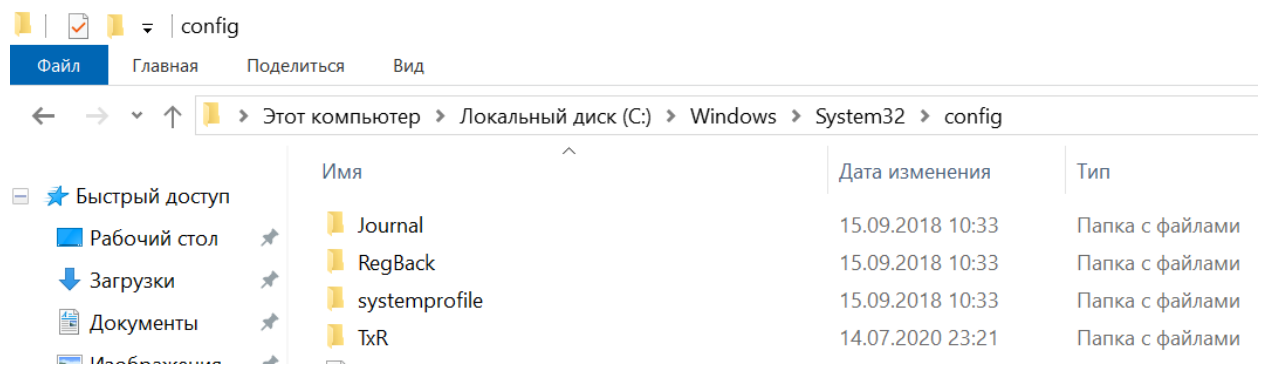 config
Файл Главная Поделиться Вид
Этот компьютер Локальный диск (C:) Windows System32 config
Имя Дата изменения Тип
Быстрый доступ
Рабочий стол
Загрузки
Документы
Изображения
Journal 15.09.2018 10:33 Папка с файлами
RegBack 15.09.2018 10:33 Папка с файлами
systemprofile 15.09.2018 10:33 Папка с файлами
TxR 14.07.2020 23:21 Папка с файлами